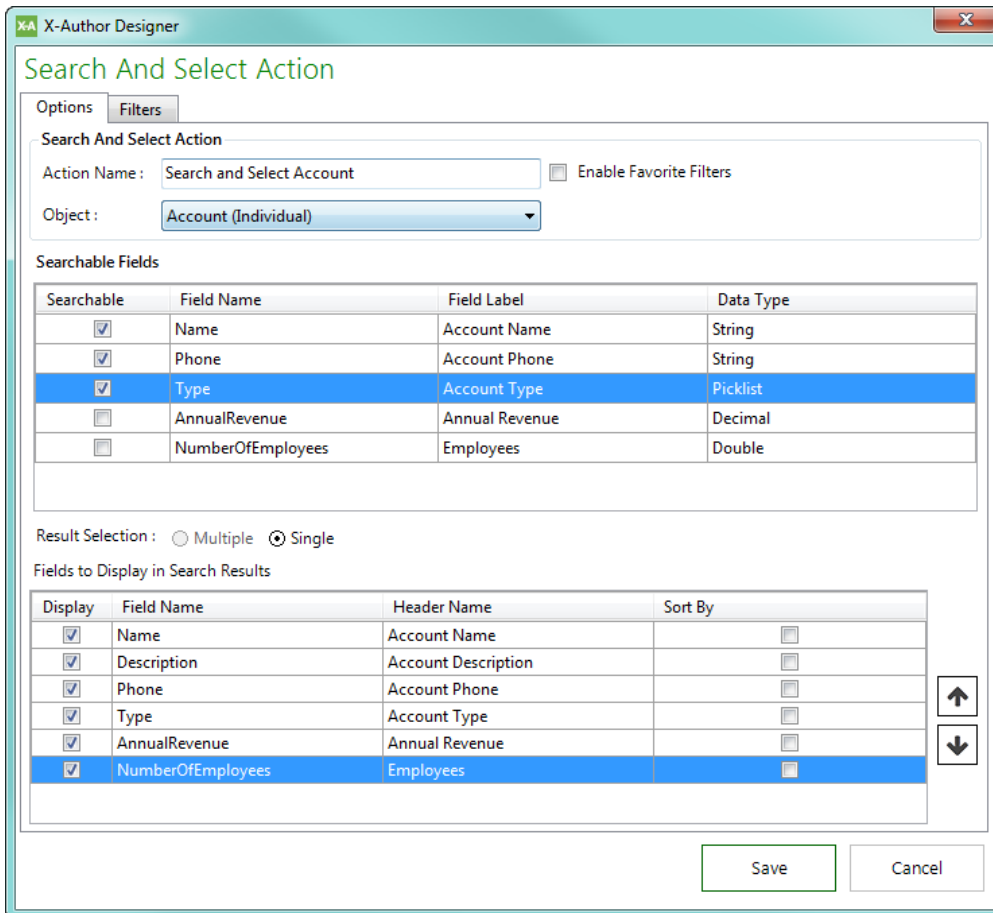 X-A X-Author Designer
Search And Select Action
Options Filters
Search And Select Action
Action Name : Search and Select Account Enable Favorite Filters
Object : Account (Individual)
Searchable Fields
Searchable Field Name Field Label Data Type
Name Account Name String
Phone Account Phone String
Type Account Type Picklist
AnnualRevenue Annual Revenue Decimal
NumberOfEmployees Employees Double
Result Selection : Multiple Single
Fields to Display in Search Results
Display Field Name Header Name Sort By
Name Account Name
Description Account Description
Phone Account Phone
Type Account Type
AnnualRevenue Annual Revenue
NumberOfEmployees Employees
Save Cancel